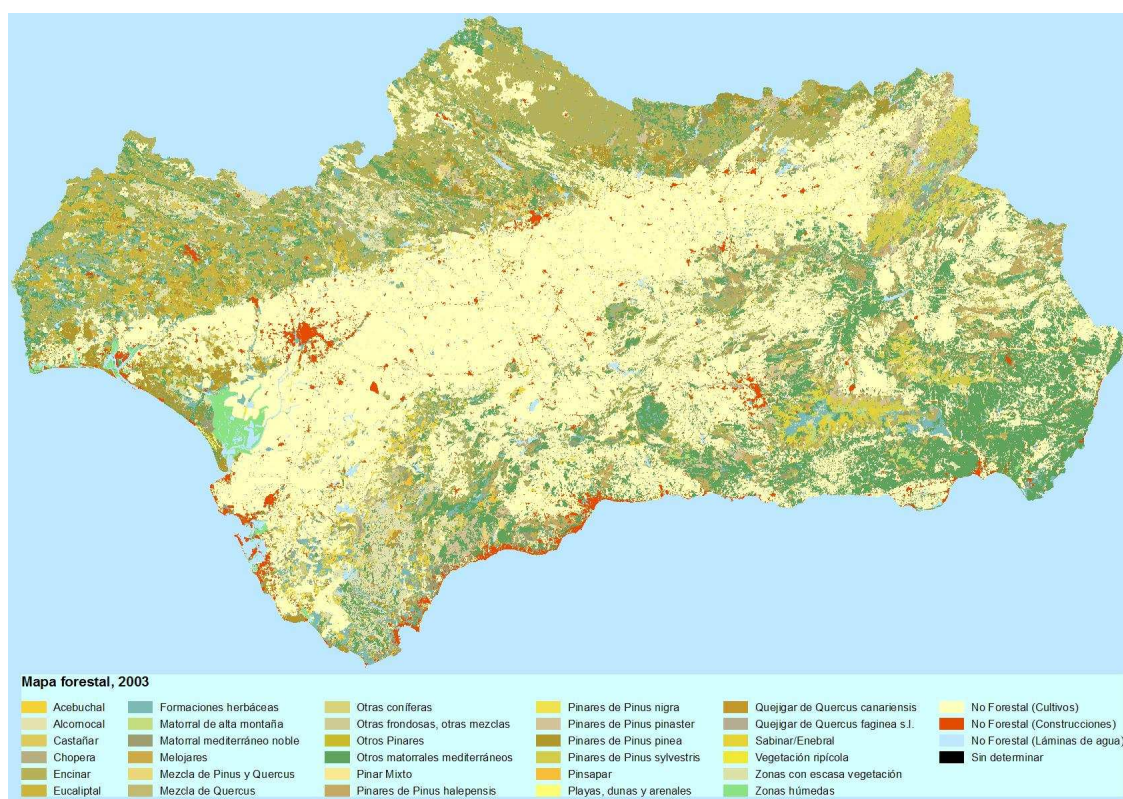 Mapa forestal, 2003
Acebuchal
Alcornocal
Castañar
Chopera
Encinar
Eucaliptal
Formaciones herbáceas
Matorral de alta montaña
Matorral mediterráneo noble
Melojares
Mezcla de Pinus y Quercus
Mezcla de Quercus
Otras coníferas
Otras frondosas, otras mezclas
Otros Pinares
Otros matorrales mediterráneos
Pinar Mixto
Pinares de Pinus halepensis
Pinares de Pinus nigra
Pinares de Pinus pinaster
Pinares de Pinus pinea
Pinares de Pinus sylvestris
Pinsapar
Playas, dunas y arenales
Quejigar de Quercus canariensis
Quejigar de Quercus faginea s.l.
Sabinar/Enebral
Vegetación ripícola
Zonas con escasa vegetación
Zonas húmedas
No Forestal (Cultivos)
No Forestal (Construcciones)
No Forestal (Láminas de agua)
Sin determinar